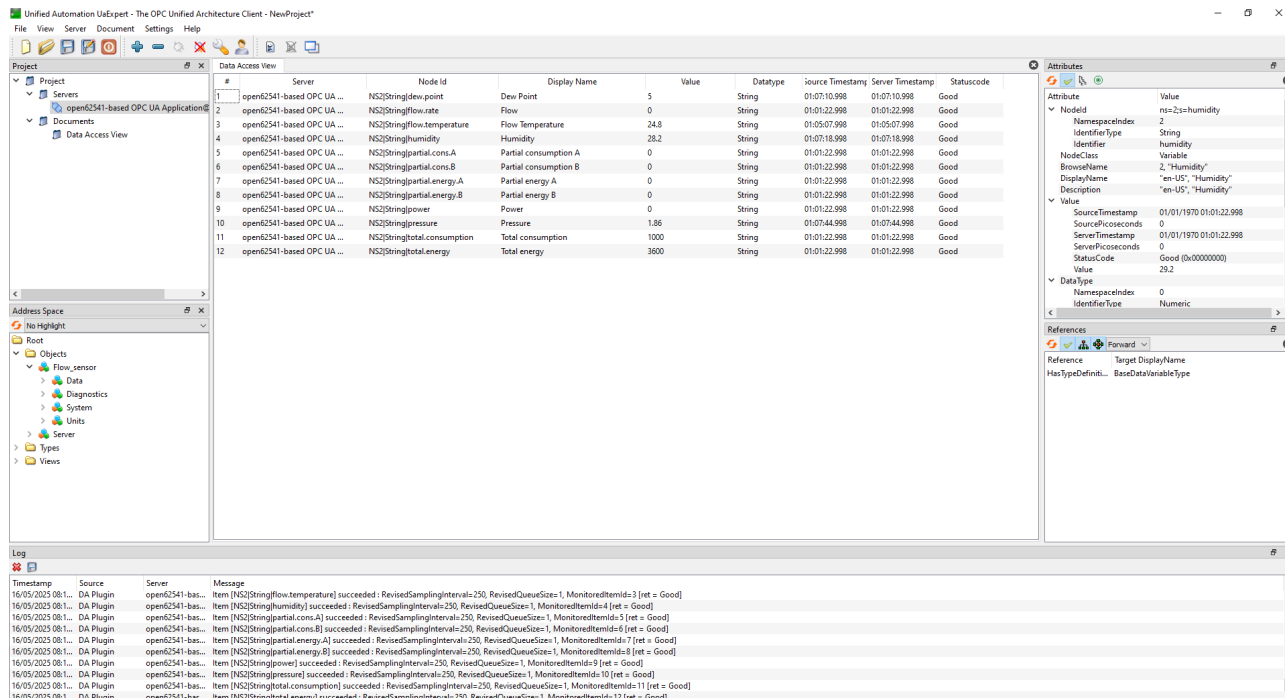 Unified Automation UaExpert - The OPC Unified Architecture Client - NewProject*
File View Server Document Settings Help
Project
Project
Servers
open62541-based OPC UA Application@
Documents
Data Access View
Address Space
No Highlight
Root
Objects
Flow_sensor
Data
Diagnostics
System
Units
Server
Types
Views
Data Access View
# Server Node Id Display Name Value Datatype Source Timestamp Server Timestamp Statuscode
1 open62541-based OPC UA ... NS2|String|dew.point Dew Point 5 String 01:07:10.998 01:07:10.998 Good
2 open62541-based OPC UA ... NS2|String|flow.rate Flow 0 String 01:01:22.998 01:01:22.998 Good
3 open62541-based OPC UA ... NS2|String|flow.temperature Flow Temperature 24.8 String 01:05:07.998 01:05:07.998 Good
4 open62541-based OPC UA ... NS2|String|humidity Humidity 28.2 String 01:07:18.998 01:07:18.998 Good
5 open62541-based OPC UA ... NS2|String|partial.cons.A Partial consumption A 0 String 01:01:22.998 01:01:22.998 Good
6 open62541-based OPC UA ... NS2|String|partial.cons.B Partial consumption B 0 String 01:01:22.998 01:01:22.998 Good
7 open62541-based OPC UA ... NS2|String|partial.energy.A Partial energy A 0 String 01:01:22.998 01:01:22.998 Good
8 open62541-based OPC UA ... NS2|String|partial.energy.B Partial energy B 0 String 01:01:22.998 01:01:22.998 Good
9 open62541-based OPC UA ... NS2|String|power Power 0 String 01:01:22.998 01:01:22.998 Good
10 open62541-based OPC UA ... NS2|String|pressure Pressure 1.86 String 01:07:44.998 01:07:44.998 Good
11 open62541-based OPC UA ... NS2|String|total.consumption Total consumption 1000 String 01:01:22.998 01:01:22.998 Good
12 open62541-based OPC UA ... NS2|String|total.energy Total energy 3600 String 01:01:22.998 01:01:22.998 Good
Attributes
Attribute Value
NodeId ns=2;s=humidity
NamespaceIndex 2
IdentifierType String
Identifier humidity
NodeClass Variable
BrowseName 2, "Humidity"
DisplayName "en-US", "Humidity"
Description "en-US", "Humidity"
Value
SourceTimestamp 01/01/1970 01:01:22.998
SourcePicoseconds 0
ServerTimestamp 01/01/1970 01:01:22.998
ServerPicoseconds 0
StatusCode Good (0x00000000)
Value 29.2
DataType
NamespaceIndex 0
IdentifierType Numeric
References
Forward
Reference Target DisplayName
HasTypeDefiniti... BaseDataVariableType
Log
Timestamp Source Server Message
16/05/2025 08:1... DA Plugin open62541-bas... Item [NS2|String|flow.temperature] succeeded : RevisedSamplingInterval=250, RevisedQueueSize=1, MonitoredItemId=3 [ret = Good]
16/05/2025 08:1... DA Plugin open62541-bas... Item [NS2|String|humidity] succeeded : RevisedSamplingInterval=250, RevisedQueueSize=1, MonitoredItemId=4 [ret = Good]
16/05/2025 08:1... DA Plugin open62541-bas... Item [NS2|String|partial.cons.A] succeeded : RevisedSamplingInterval=250, RevisedQueueSize=1, MonitoredItemId=5 [ret = Good]
16/05/2025 08:1... DA Plugin open62541-bas... Item [NS2|String|partial.cons.B] succeeded : RevisedSamplingInterval=250, RevisedQueueSize=1, MonitoredItemId=6 [ret = Good]
16/05/2025 08:1... DA Plugin open62541-bas... Item [NS2|String|partial.energy.A] succeeded : RevisedSamplingInterval=250, RevisedQueueSize=1, MonitoredItemId=7 [ret = Good]
16/05/2025 08:1... DA Plugin open62541-bas... Item [NS2|String|partial.energy.B] succeeded : RevisedSamplingInterval=250, RevisedQueueSize=1, MonitoredItemId=8 [ret = Good]
16/05/2025 08:1... DA Plugin open62541-bas... Item [NS2|String|power] succeeded : RevisedSamplingInterval=250, RevisedQueueSize=1, MonitoredItemId=9 [ret = Good]
16/05/2025 08:1... DA Plugin open62541-bas... Item [NS2|String|pressure] succeeded : RevisedSamplingInterval=250, RevisedQueueSize=1, MonitoredItemId=10 [ret = Good]
16/05/2025 08:1... DA Plugin open62541-bas... Item [NS2|String|total.consumption] succeeded : RevisedSamplingInterval=250, RevisedQueueSize=1, MonitoredItemId=11 [ret = Good]
16/05/2025 08:1... DA Plugin open62541-bas... Item [NS2|String|total.energy] succeeded : RevisedSamplingInterval=250, RevisedQueueSize=1, MonitoredItemId=12 [ret = Good]